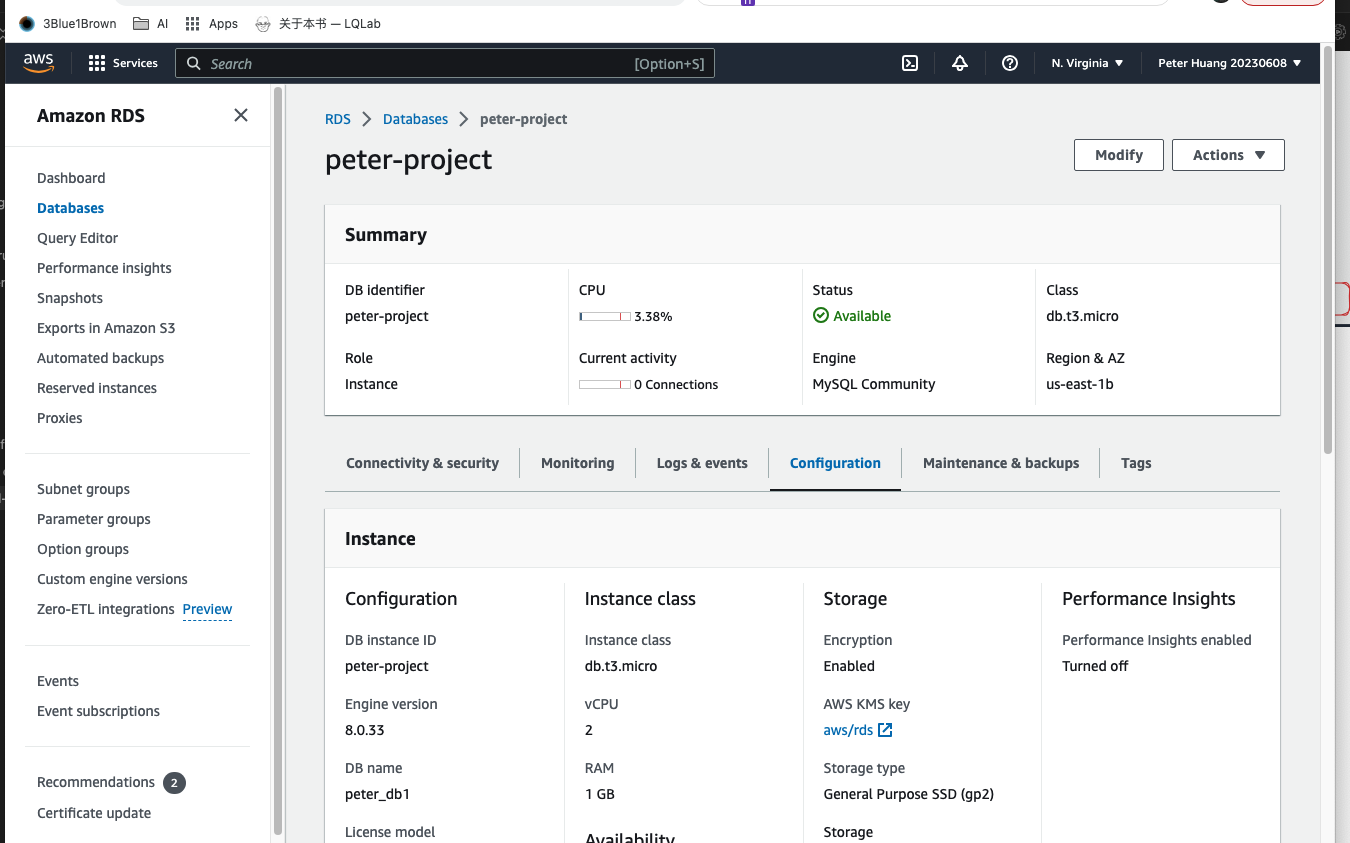 3Blue1Brown AI Apps 关于本书 — LQLab
aws Services Search [Option+S] N. Virginia ▼ Peter Huang 20230608 ▼
Amazon RDS
Dashboard
Databases
Query Editor
Performance insights
Snapshots
Exports in Amazon S3
Automated backups
Reserved instances
Proxies
Subnet groups
Parameter groups
Option groups
Custom engine versions
Zero-ETL integrations Preview
Events
Event subscriptions
Recommendations 2
Certificate update
RDS > Databases > peter-project
peter-project
Modify
Actions ▼
Summary
DB identifier
peter-project
Role
Instance
CPU
3.38%
Current activity
0 Connections
Status
Available
Engine
MySQL Community
Class
db.t3.micro
Region & AZ
us-east-1b
Connectivity & security Monitoring Logs & events Configuration Maintenance & backups Tags
Instance
Configuration
DB instance ID
peter-project
Engine version
8.0.33
DB name
peter_db1
License model
Instance class
Instance class
db.t3.micro
vCPU
2
RAM
1 GB
Availability
Storage
Encryption
Enabled
AWS KMS key
aws/rds
Storage type
General Purpose SSD (gp2)
Storage
Performance Insights
Performance Insights enabled
Turned off